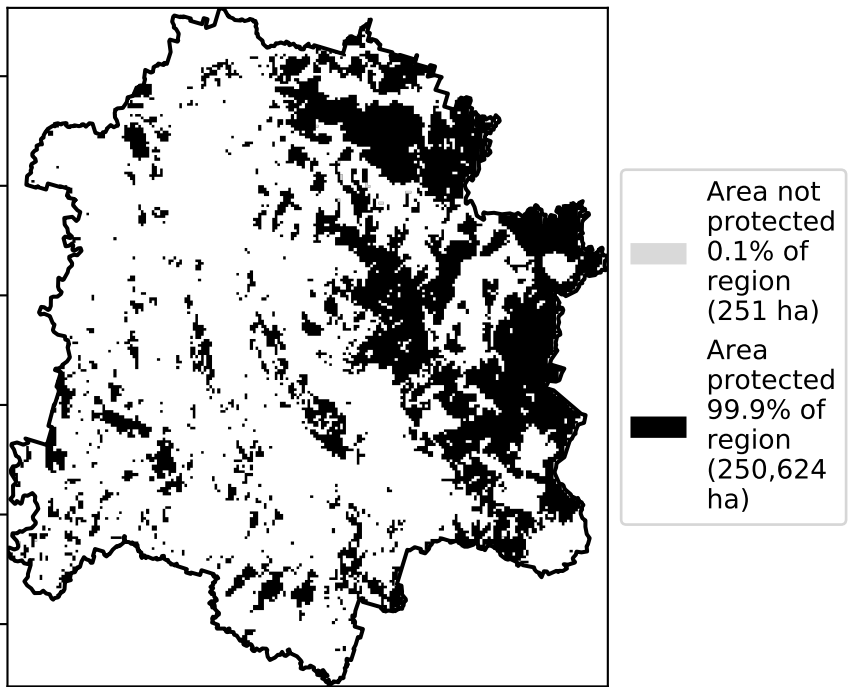 Area not
protected
0.1% of
region
(251 ha)
Area
protected
99.9% of
region
(250,624
ha)